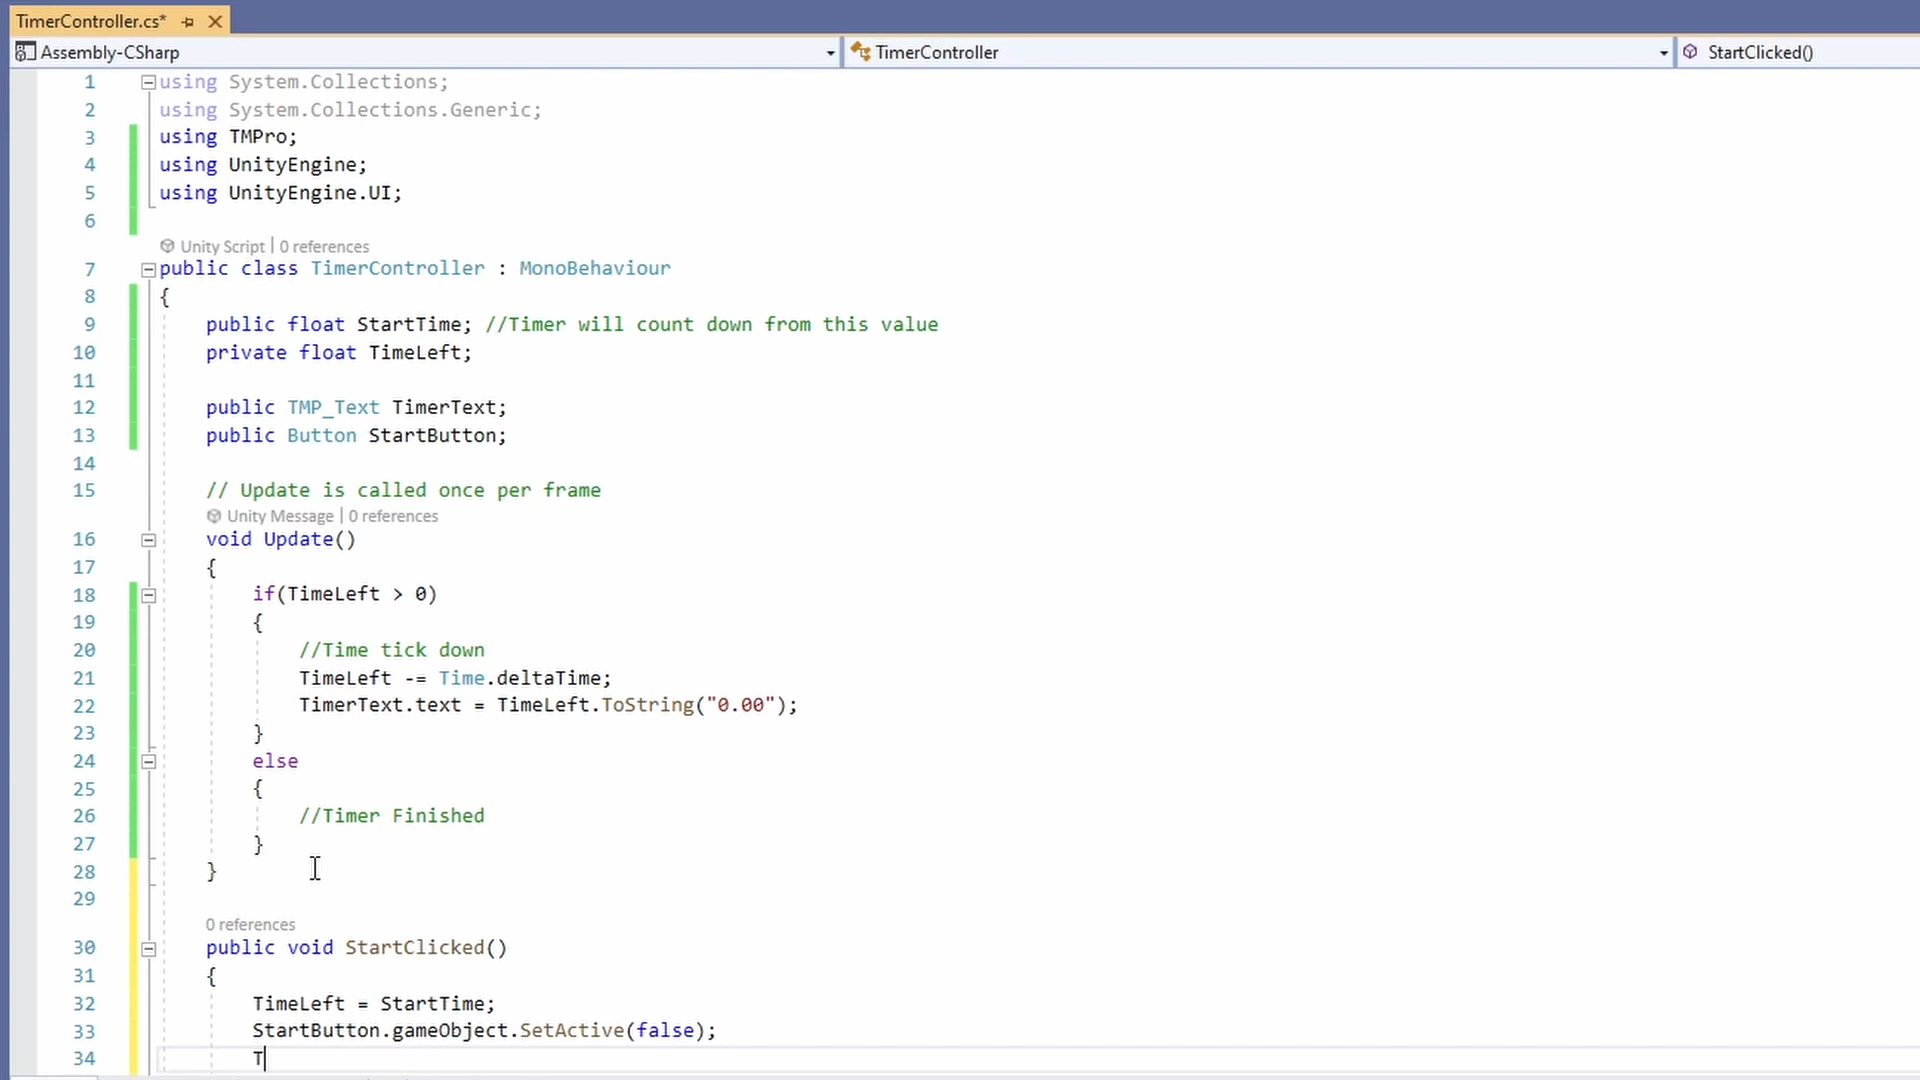 TimerController.cs*
Assembly-CSharp TimerController StartClicked()
1 using System.Collections;
2 using System.Collections.Generic;
3 using TMPro;
4 using UnityEngine;
5 using UnityEngine.UI;
6
Unity Script | 0 references
7 public class TimerController : MonoBehaviour
8 {
9 public float StartTime; //Timer will count down from this value
10 private float TimeLeft;
11
12 public TMP_Text TimerText;
13 public Button StartButton;
14
15 // Update is called once per frame
Unity Message | 0 references
16 void Update()
17 {
18 if(TimeLeft > 0)
19 {
20 //Time tick down
21 TimeLeft -= Time.deltaTime;
22 TimerText.text = TimeLeft.ToString("0.00");
23 }
24 else
25 {
26 //Timer Finished
27 }
28 }
29
0 references
30 public void StartClicked()
31 {
32 TimeLeft = StartTime;
33 StartButton.gameObject.SetActive(false);
34 T